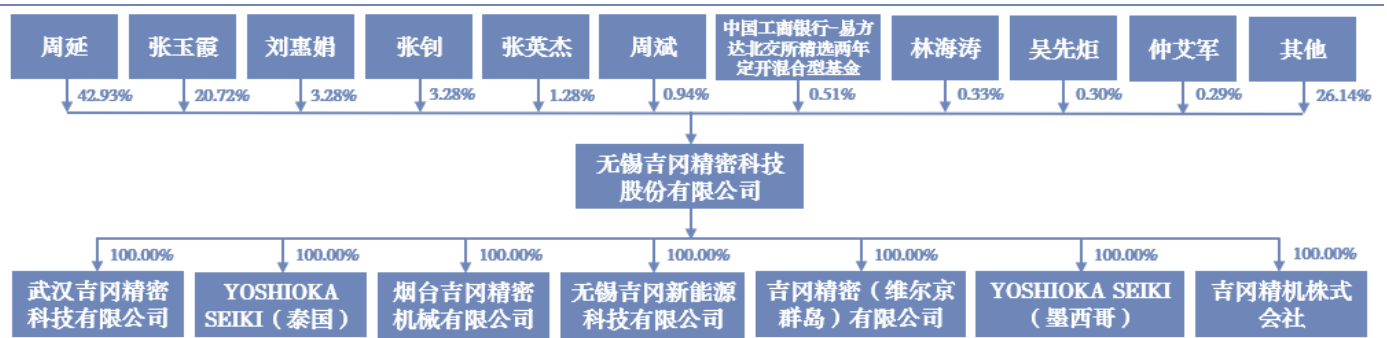 周延
张玉霞
刘惠娟
张钊
张英杰
周斌
中国工商银行-易方
达北交所精选两年
定开混合型基金
林海涛
吴先炬
仲艾军
其他
42.93%
20.72%
3.28%
3.28%
1.28%
0.94%
0.51%
0.33%
0.30%
0.29%
26.14%
无锡吉冈精密科技
股份有限公司
100.00%
100.00%
100.00%
100.00%
100.00%
100.00%
100.00%
武汉吉冈精密
科技有限公司
YOSHIOKA
SEIKI（泰国）
烟台吉冈精密
机械有限公司
无锡吉冈新能源
科技有限公司
吉冈精密（维尔京
群岛）有限公司
YOSHIOKA SEIKI
（墨西哥）
吉冈精机株式
会社